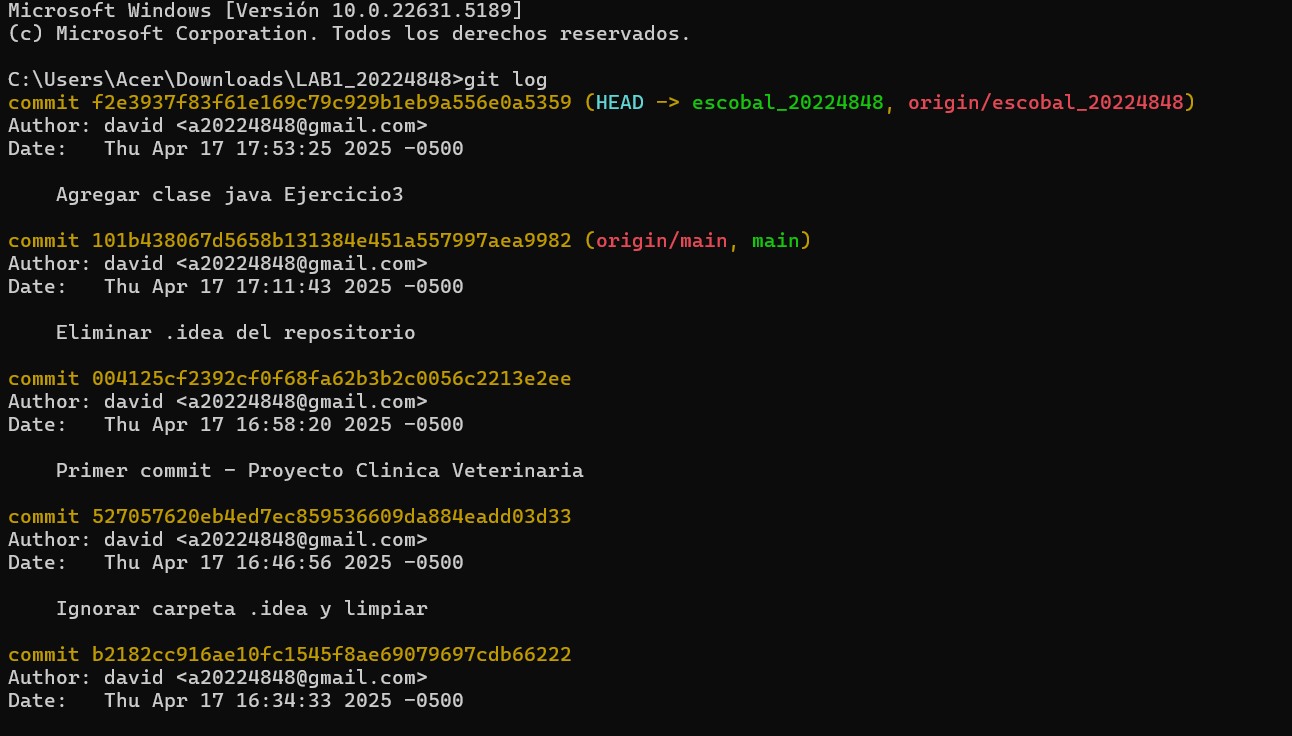 Microsoft Windows [Versión 10.0.22631.5189]
(c) Microsoft Corporation. Todos los derechos reservados.
C:\Users\Acer\Downloads\LAB1_20224848>git log
commit f2e3937f83f61e169c79c929b1eb9a556e0a5359 (HEAD -> escobal_20224848, origin/escobal_20224848)
Author: david <a20224848@gmail.com>
Date:   Thu Apr 17 17:53:25 2025 -0500
Agregar clase java Ejercicio3
commit 101b438067d5658b131384e451a557997aea9982 (origin/main, main)
Author: david <a20224848@gmail.com>
Date:   Thu Apr 17 17:11:43 2025 -0500
Eliminar .idea del repositorio
commit 004125cf2392cf0f68fa62b3b2c0056c2213e2ee
Author: david <a20224848@gmail.com>
Date:   Thu Apr 17 16:58:20 2025 -0500
Primer commit - Proyecto Clinica Veterinaria
commit 527057620eb4ed7ec859536609da884eadd03d33
Author: david <a20224848@gmail.com>
Date:   Thu Apr 17 16:46:56 2025 -0500
Ignorar carpeta .idea y limpiar
commit b2182cc916ae10fc1545f8ae69079697cdb66222
Author: david <a20224848@gmail.com>
Date:   Thu Apr 17 16:34:33 2025 -0500